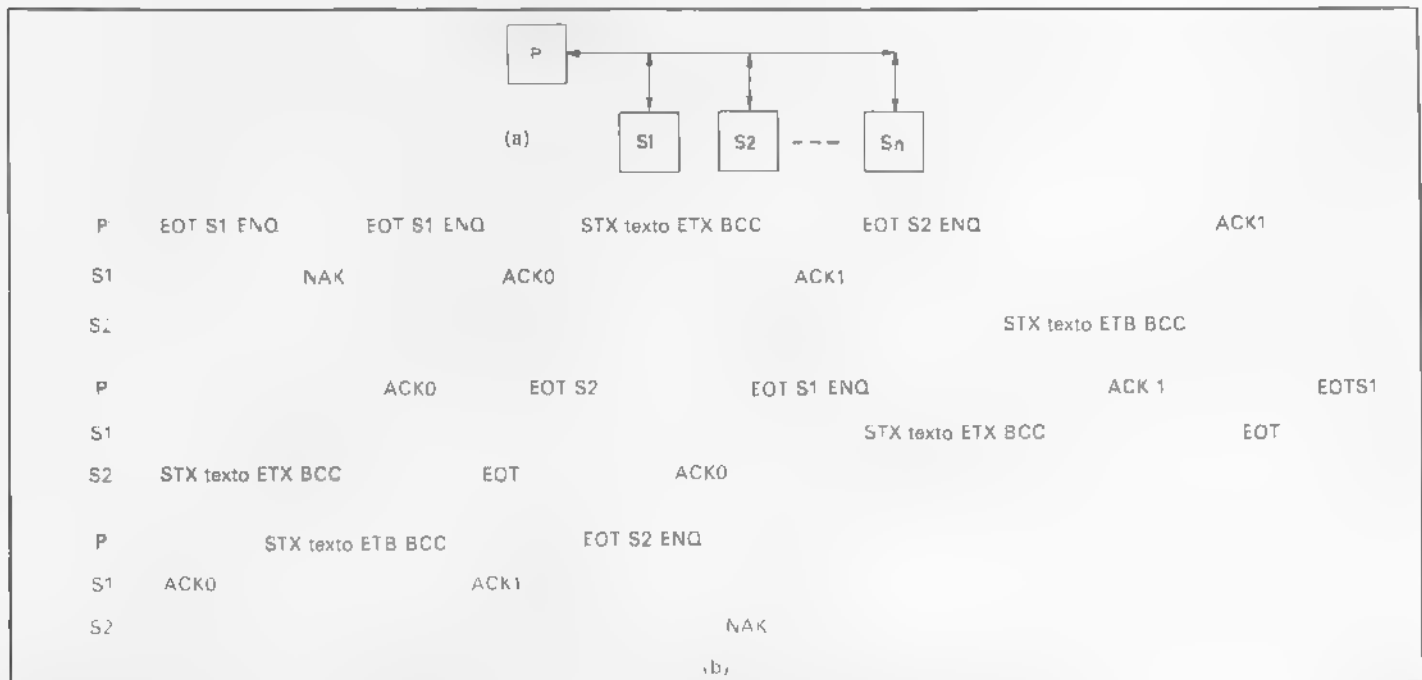 P
(a) S1 S2 Sn
P EOT S1 ENQ EOT S1 ENQ STX texto ETX BCC EOT S2 ENQ ACK1
S1 NAK ACK0 ACK1
S2 STX texto ETB BCC
P ACK0 EOT S2 EOT S1 ENQ ACK 1 EOTS1
S1 STX texto ETX BCC EOT
S2 STX texto ETX BCC EOT ACK0
P STX texto ETB BCC EOT S2 ENQ
S1 ACK0 ACK1
S2 NAK
(b)